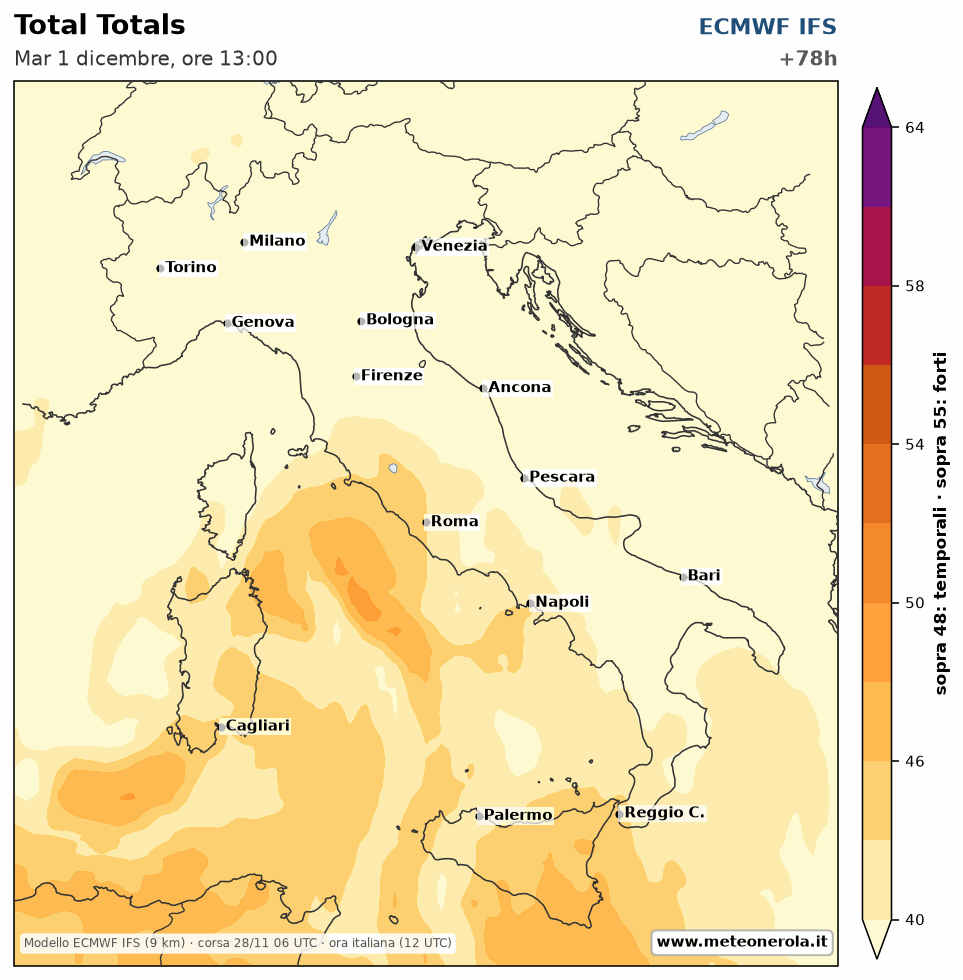 Total Totals
ECMWF IFS
Mar 1 dicembre, ore 13:00
+78h
Milano
Venezia
Torino
Genova
Bologna
Firenze
Ancona
Pescara
Roma
Bari
Napoli
Cagliari
Palermo
Reggio C.
64
58
54
50
46
40
sopra 48: temporali · sopra 55: forti
Modello ECMWF IFS (9 km) · corsa 28/11 06 UTC · ora italiana (12 UTC)
www.meteonerola.it